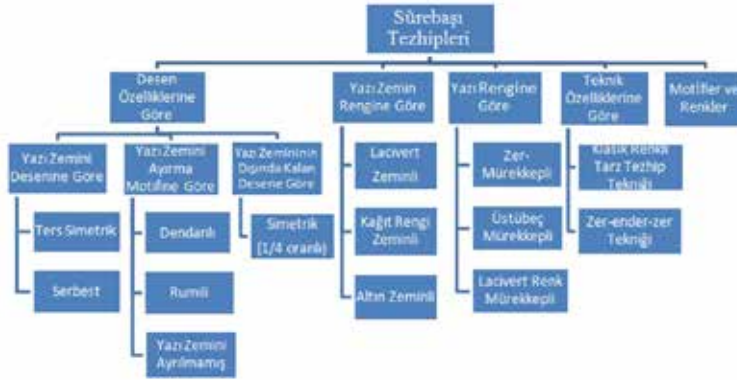 Sûrebaşı
Tezhipleri
Desen
Özelliklerine
Göre
Yazı Zemin
Rengine Göre
Yazı Rengine
Göre
Teknik
Özelliklerine
Göre
Motifler ve
Renkler
Yazı Zemini
Desenine Göre
Yazı Zemini
Ayırma
Motifine Göre
Yazı Zemininin
Dışında Kalan
Desene Göre
Lacivert
Zeminli
Zer-
Mürekkepli
Klasik Renkli
Tarz Tezhip
Tekniği
Ters Simetrik
Dendanlı
Simetrik
(1/4 oranlı)
Kağıt Rengi
Zeminli
Üstübeç
Mürekkepli
Zer-ender-zer
Tekniği
Serbest
Rumili
Altın Zeminli
Lacivert Renk
Mürekkepli
Yazı Zemini
Ayrılmamış